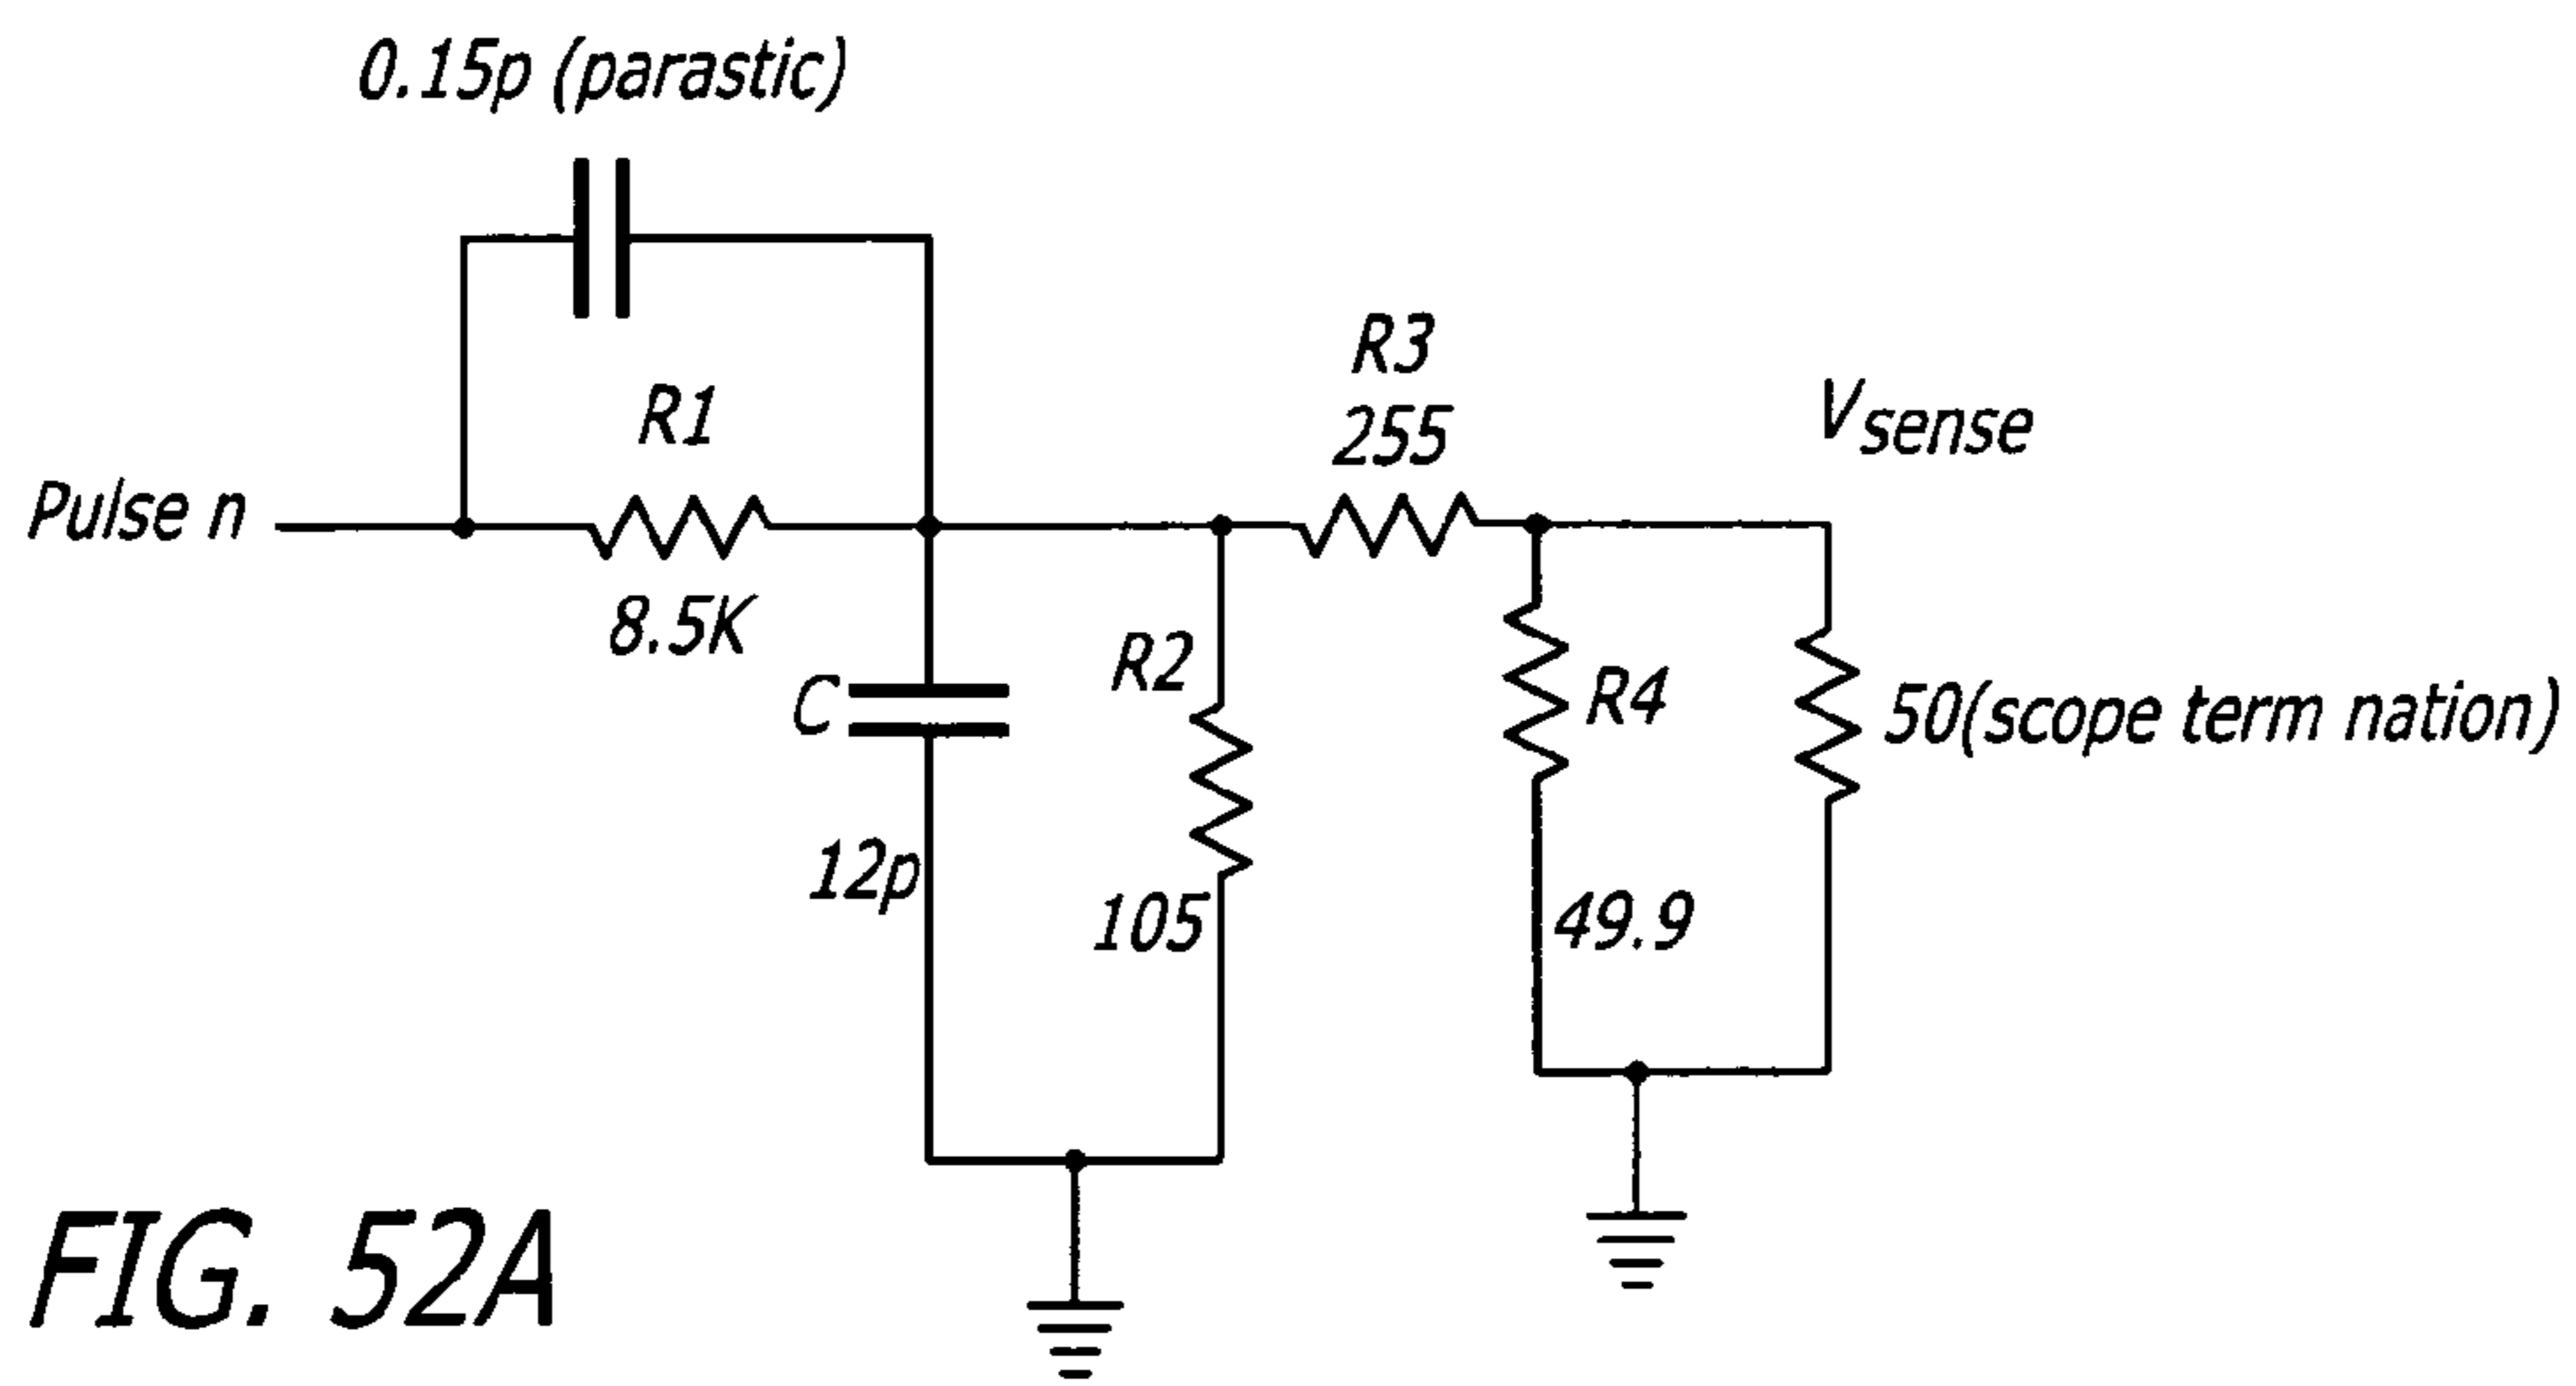 0.15p (parastic)
R1
8.5K
Pulse n
C
12p
R2
105
R3
255
Vsense
R4
49.9
50(scope term nation)
FIG. 52A